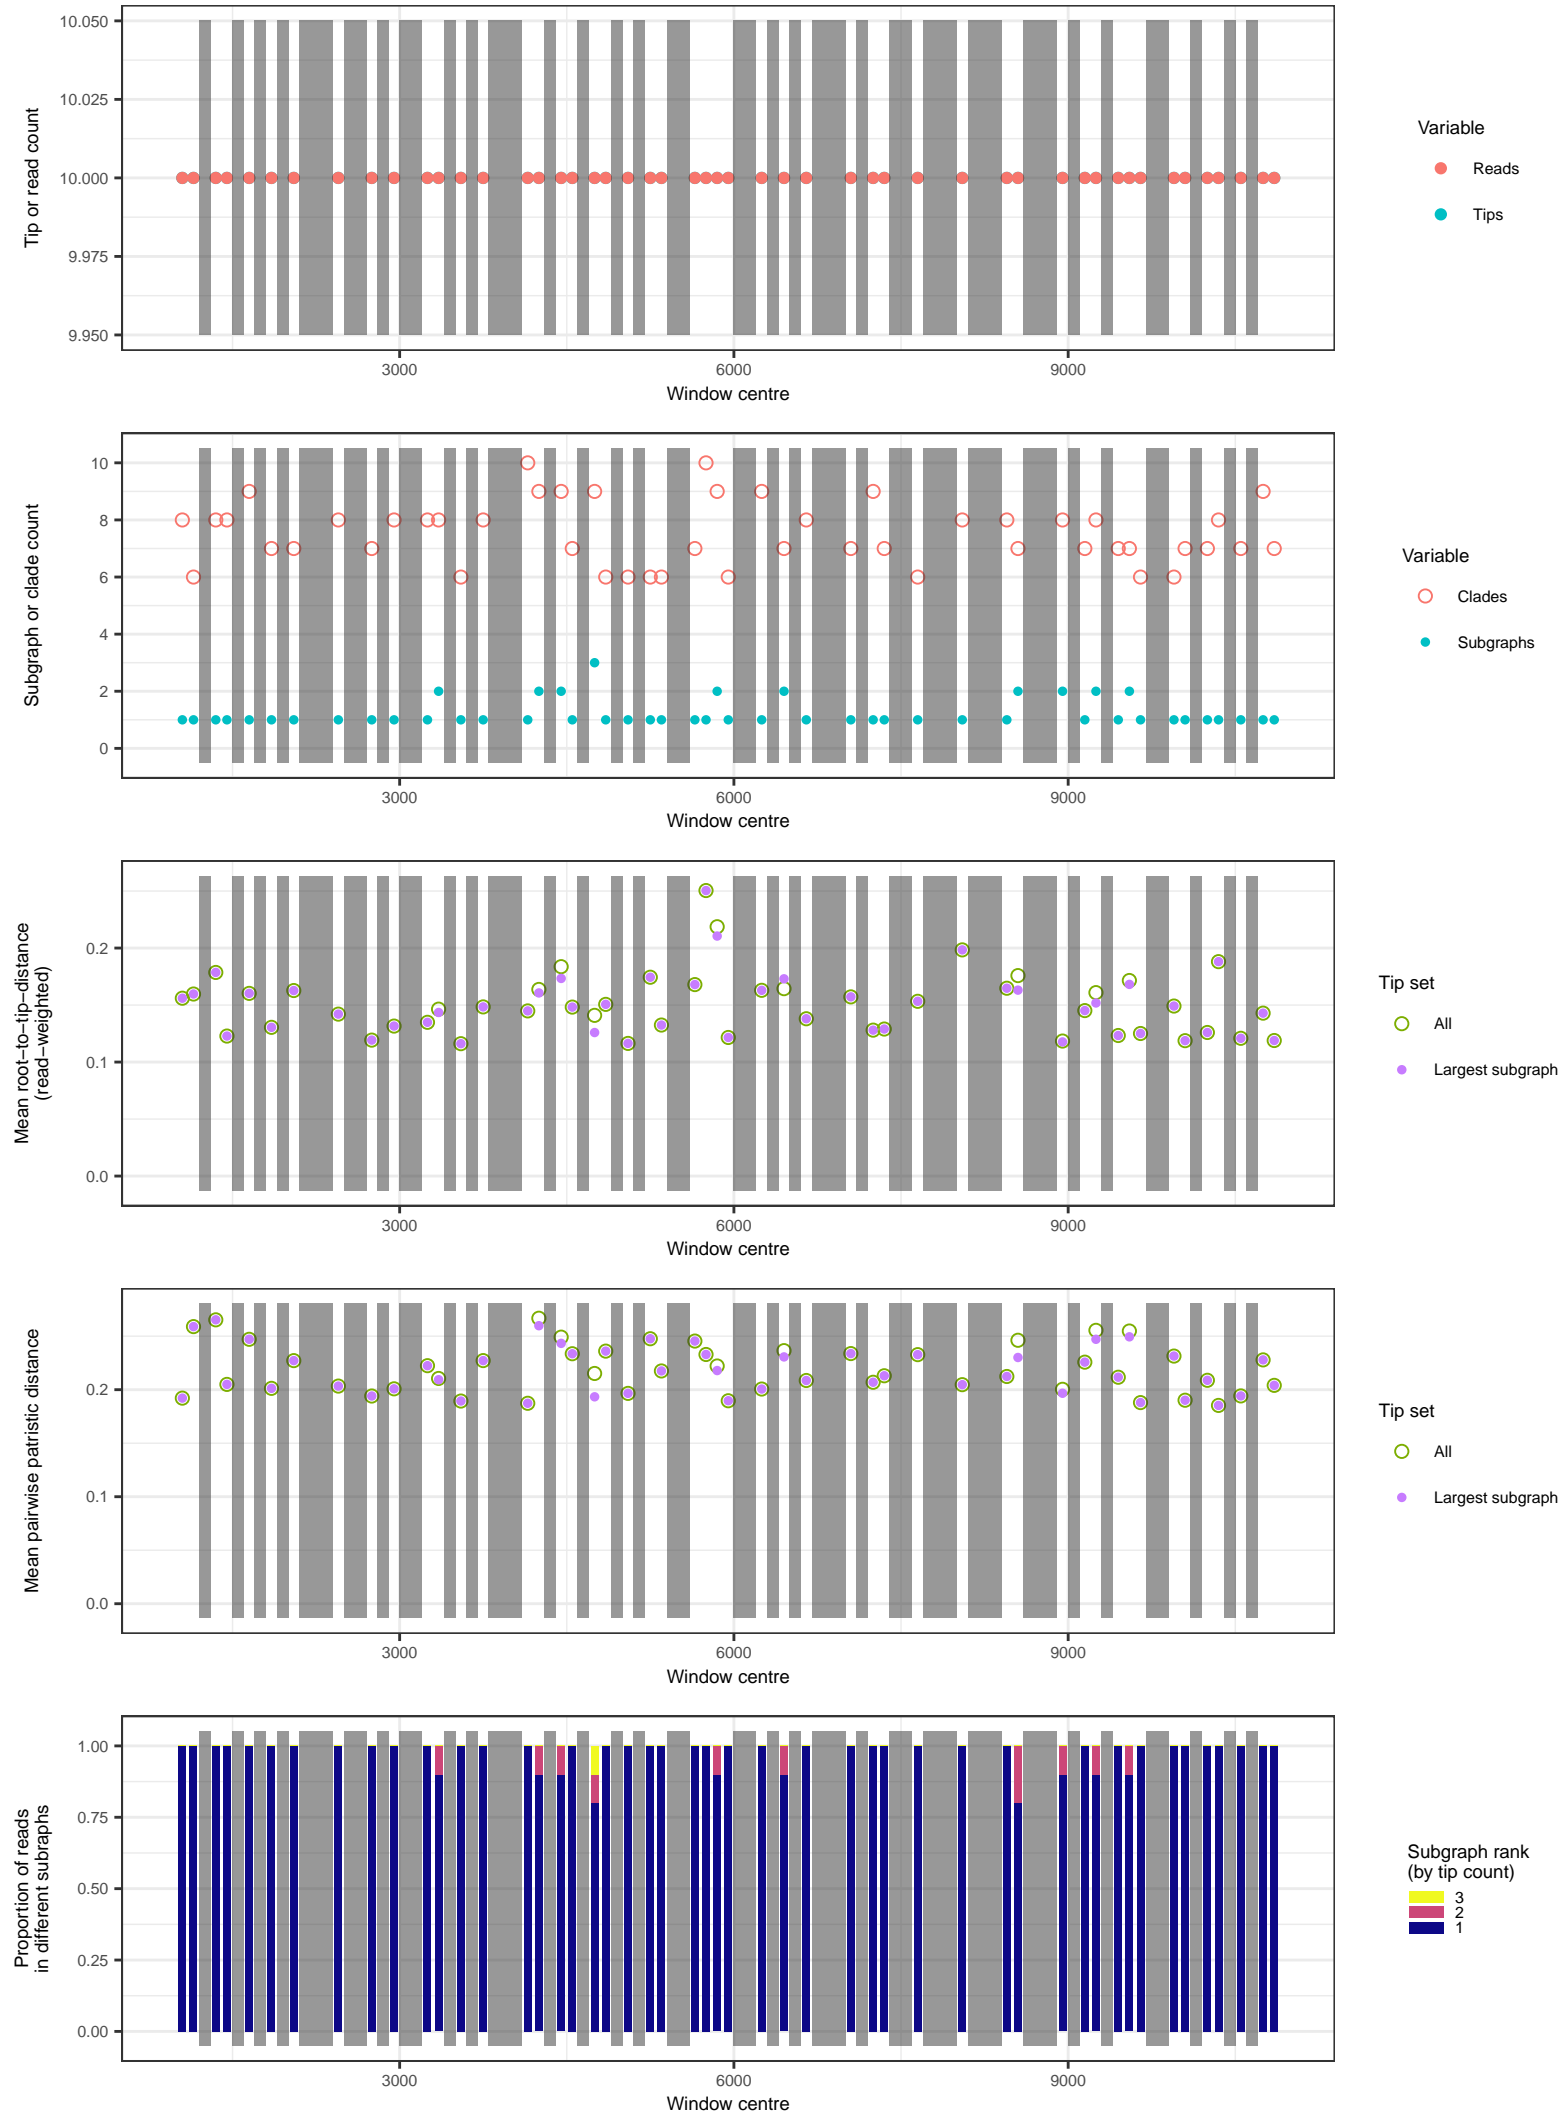 10.050
10.025
10.000
9.975
9.950
Tip or read count
3000
6000
9000
Window centre
Variable
Reads
Tips
10
8
6
4
2
0
Subgraph or clade count
3000
6000
9000
Window centre
Variable
Clades
Subgraphs
0.2
0.1
0.0
Mean root−to−tip−distance
(read−weighted)
3000
6000
9000
Window centre
Tip set
All
Largest subgraph
0.2
0.1
0.0
Mean pairwise patristic distance
3000
6000
9000
Window centre
Tip set
All
Largest subgraph
1.00
0.75
0.50
0.25
0.00
Proportion of reads
in different subraphs
3000
6000
9000
Window centre
Subgraph rank
(by tip count)
3
2
1